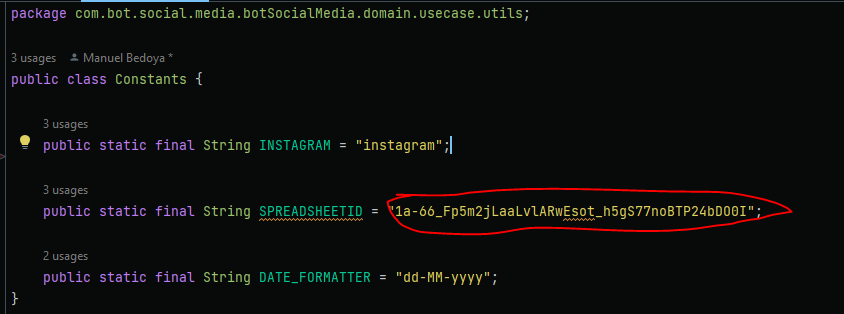 package com.bot.social.media.botSocialMedia.domain.usecase.utils;
3 usages Manuel Bedoya *
public class Constants {
3 usages
public static final String INSTAGRAM = "instagram";
3 usages
public static final String SPREADSHEETID = "1a-66_Fp5m2jLaaLvlARwEsot_h5gS77noBTP24bDO0I";
2 usages
public static final String DATE_FORMATTER = "dd-MM-yyyy";
}